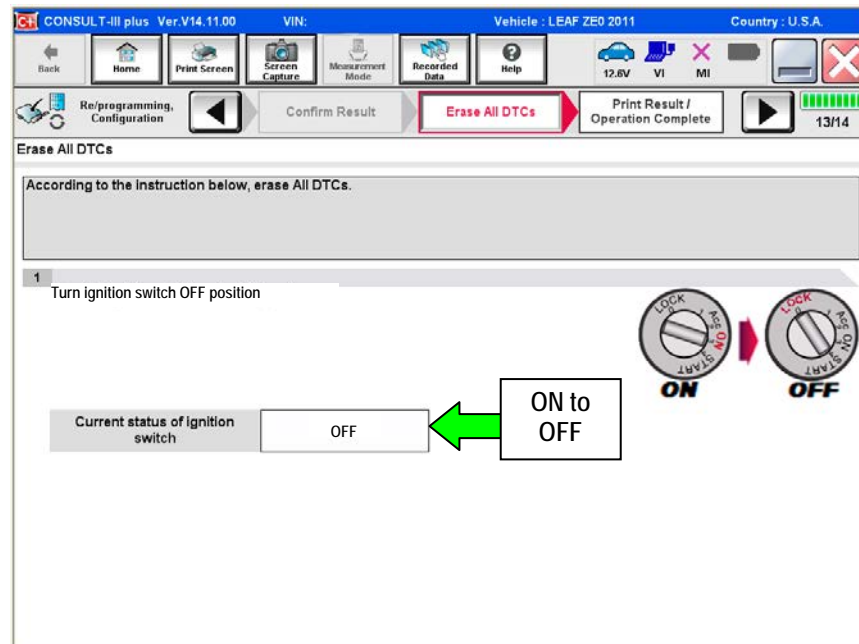 C+ CONSULT-III plus Ver.V14.11.00 VIN: Vehicle : LEAF ZE0 2011 Country : U.S.A.
Back
Home
Print Screen
Screen
Capture
Measurement
Mode
Recorded
Data
Help
12.6V
VI
MI
Re/programming,
Configuration
Confirm Result
Erase All DTCs
Print Result /
Operation Complete
13/14
Erase All DTCs
According to the instruction below, erase All DTCs.
1
Turn ignition switch OFF position
LOCK
Acc
ON
START
ON
LOCK
Acc
ON
START
OFF
Current status of ignition
switch
OFF
ON to
OFF